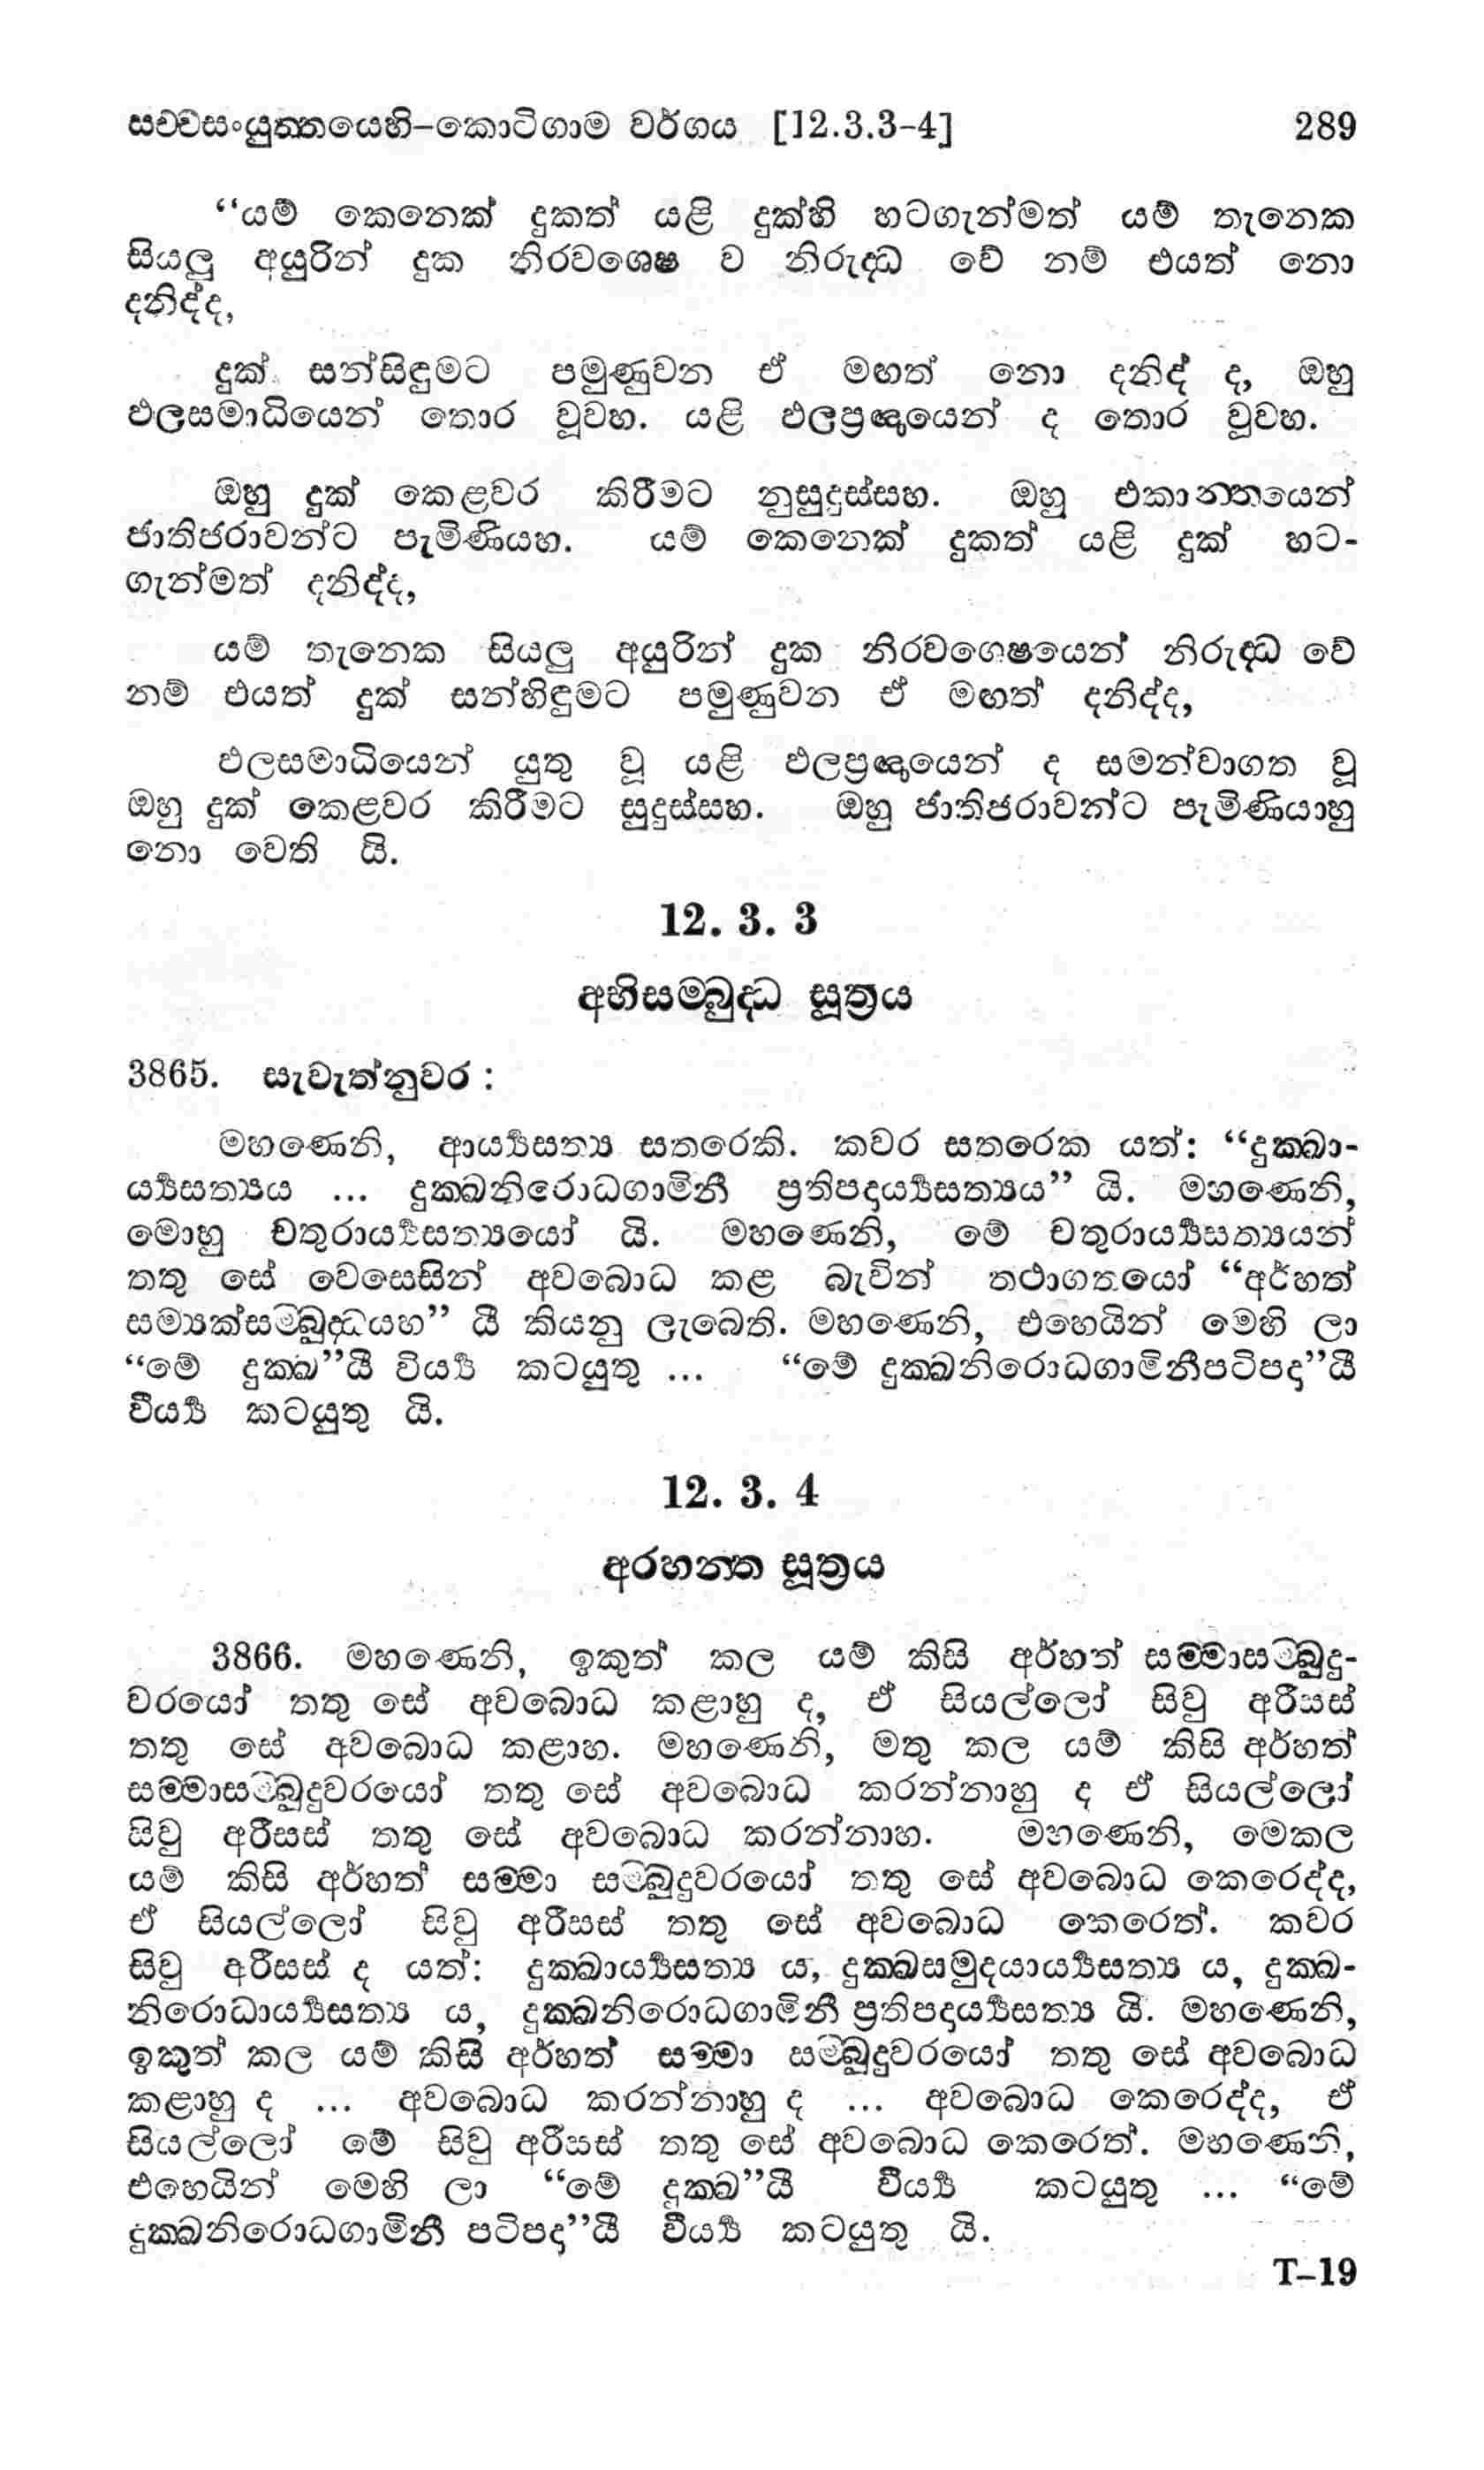 සච්චසංයුත්තයෙහි–කොටිගාම වර්ගය [12.3.3–4] 289
“යම් කෙනෙක් දුකත් යළි දුක්හි හටගැන්මත් යම් තැනෙක
සියලු අයුරින් දුක නිරවශෙෂ ව නිරුද්ධ වේ නම් එයත් නො
දනිද්ද,
දුක් සන්සිඳුමට පමුණුවන ඒ මඟත් නො දනිද් ද, ඔහු
ඵලසමාධියෙන් තොර වූවහ. යළි ඵලප්‍රඥායෙන් ද තොර වූවහ.
ඔහු දුක් කෙළවර කිරීමට නුසුදුස්සහ. ඔහු එකාන්තයෙන්
ජාතිජරාවන්ට පැමිණියහ. යම් කෙනෙක් දුකත් යළි දුක් හට-
ගැන්මත් දනිද්ද,
යම් තැනෙක සියලු අයුරින් දුක නිරවශෙෂයෙන් නිරුද්ධ වේ
නම් එයත් දුක් සන්හිඳුමට පමුණුවන ඒ මඟත් දනිද්ද,
ඵලසමාධියෙන් යුතු වූ යළි ඵලප්‍රඥායෙන් ද සමන්වාගත වූ
ඔහු දුක් කෙළවර කිරීමට සුදුස්සහ. ඔහු ජාතිජරාවන්ට පැමිණියාහු
නො වෙති යි.
12. 3. 3
අභිසම්බුද්ධ සූත්‍රය
3865. සැවැත්නුවර :
මහණෙනි, ආර්‍ය්‍යසත්‍ය සතරෙකි. කවර සතරෙක යත්: “දුක්ඛා-
ර්‍ය්‍යසත්‍යය ... දුක්ඛනිරොධගාමිනී ප්‍රතිපදාර්‍ය්‍යසත්‍යය” යි. මහණෙනි,
මොහු චතුරාර්‍ය්‍යසත්‍යයෝ යි. මහණෙනි, මේ චතුරාර්‍ය්‍යසත්‍යයන්
තතු සේ වෙසෙසින් අවබොධ කළ බැවින් තථාගතයෝ “අර්හත්
සම්‍යක්සම්බුද්ධයහ” යී කියනු ලැබෙති. මහණෙනි, එහෙයින් මෙහි ලා
“මේ දුක්ඛ”යී විර්‍ය්‍ය කටයුතු ... “මේ දුක්ඛනිරොධගාමිනීපටිපදා”යී
වීර්‍ය්‍ය කටයුතු යි.
12. 3. 4
අරහන්ත සූත්‍රය
3866. මහණෙනි, ඉකුත් කල යම් කිසි අර්හත් සම්මාසම්බුදු-
වරයෝ තතු සේ අවබොධ කළාහු ද, ඒ සියල්ලෝ සිවු අරීසස්
තතු සේ අවබොධ කළාහ. මහණෙනි, මතු කල යම් කිසි අර්හත්
සම්මාසම්බුදුවරයෝ තතු සේ අවබොධ කරන්නාහු ද ඒ සියල්ලෝ
සිවු අරීසස් තතු සේ අවබොධ කරන්නාහ. මහණෙනි, මෙකල
යම් කිසි අර්හත් සම්මා සම්බුදුවරයෝ තතු සේ අවබොධ කෙරෙද්ද,
ඒ සියල්ලෝ සිවු අරීසස් තතු සේ අවබොධ කෙරෙත්. කවර
සිවු අරීසස් ද යත්: දුක්ඛාර්‍ය්‍යසත්‍ය ය, දුක්ඛසමුදයාර්‍ය්‍යසත්‍ය ය, දුක්ඛ-
නිරොධාර්‍ය්‍යසත්‍ය ය, දුක්ඛනිරොධගාමිනී ප්‍රතිපදාර්‍ය්‍යසත්‍ය යි. මහණෙනි,
ඉකුත් කල යම් කිසි අර්හත් සම්මා සම්බුදුවරයෝ තතු සේ අවබොධ
කළාහු ද ... අවබොධ කරන්නාහු ද ... අවබොධ කෙරෙද්ද, ඒ
සියල්ලෝ මේ සිවු අරීසස් තතු සේ අවබොධ කෙරෙත්. මහණෙනි,
එහෙයින් මෙහි ලා “මේ දුක්ඛ”යී වීර්‍ය්‍ය කටයුතු ... “මේ
දුක්ඛනිරොධගාමිනී පටිපදා”යී වීර්‍ය්‍ය කටයුතු යි.
T–19